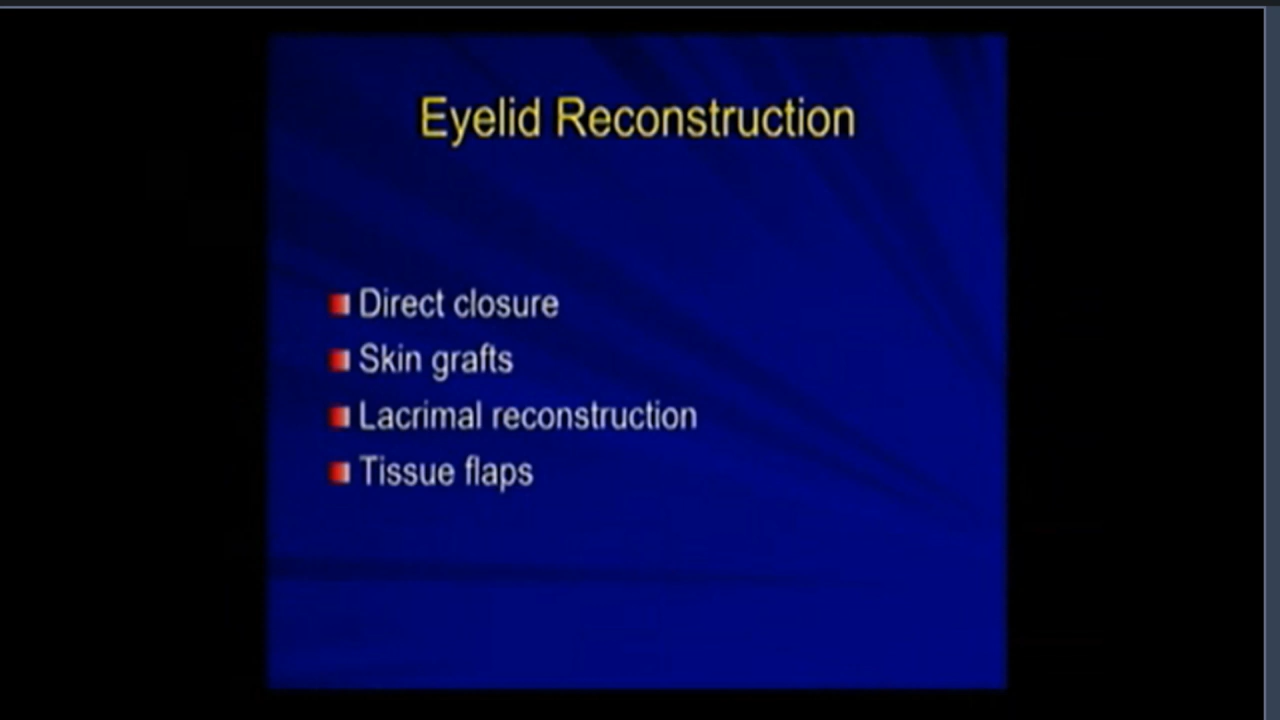 Eyelid Reconstruction
Direct closure
Skin grafts
Lacrimal reconstruction
Tissue flaps